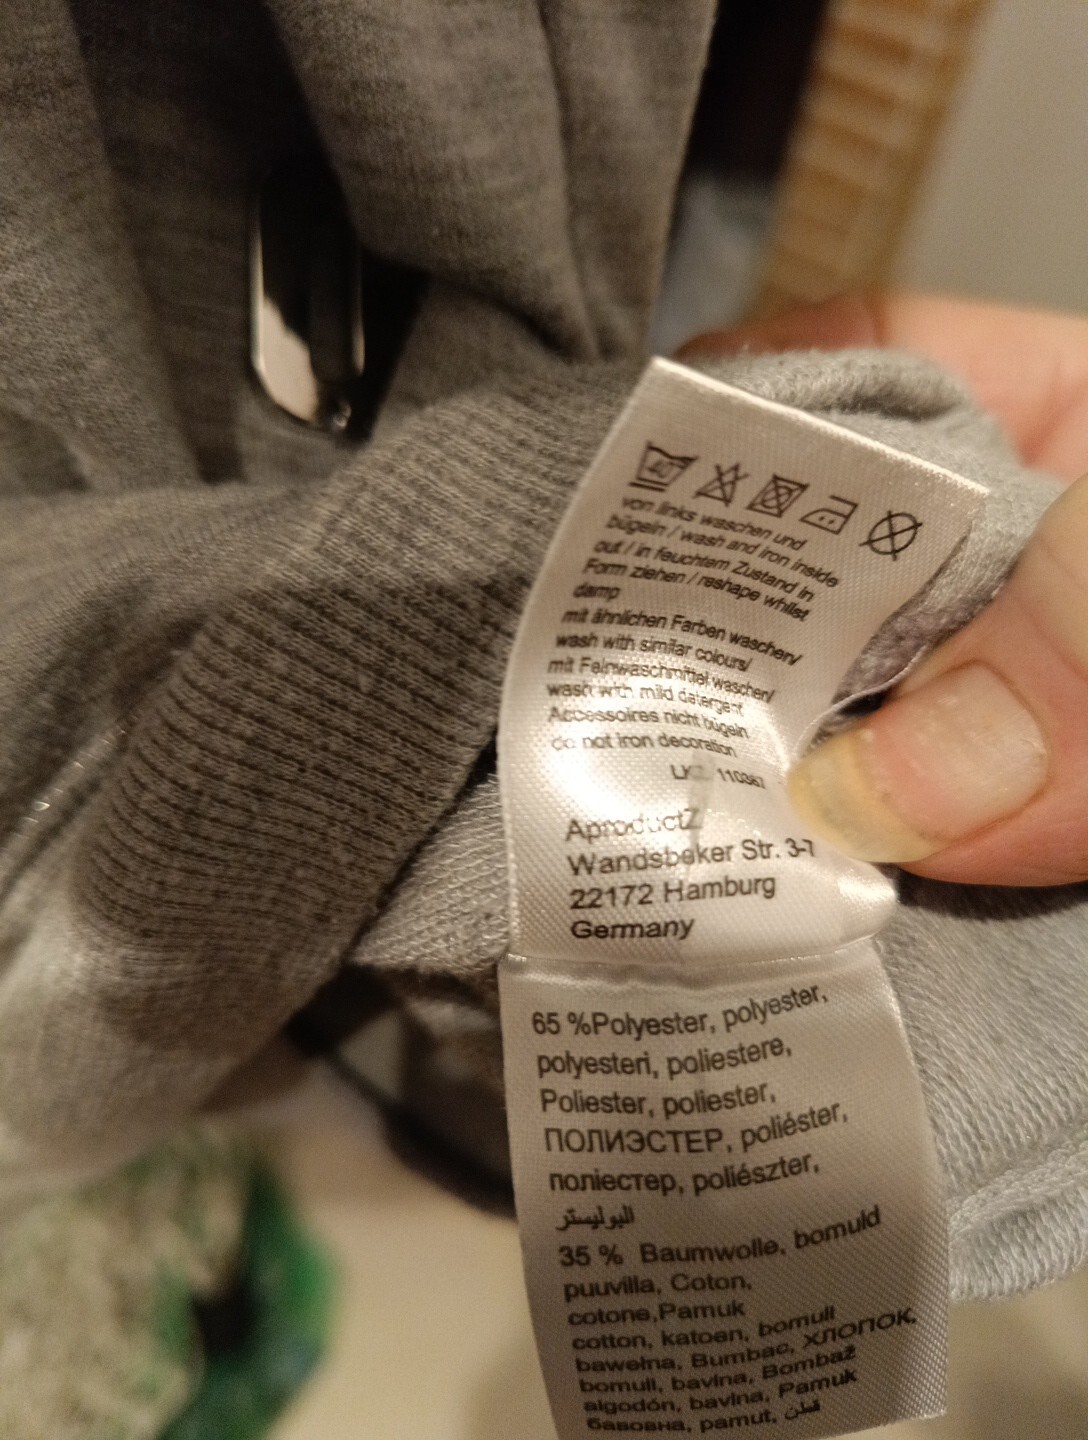 40
von links waschen und
bügeln / wash and iron inside
out / in feuchtem Zustand in
Form ziehen / reshape whilst
damp
mit ähnlichen Farben waschen/
wash with similar colours/
mit Feinwaschmittel waschen/
wash with mild detergent
Accessoires nicht bügeln
do not iron decoration
110387
AproductZ
Wandsbeker Str. 3-7
22172 Hamburg
Germany
65 %Polyester, polyester,
polyesteri, poliestere,
Poliester, poliester,
ПОЛИЭСТЕР, poliéster,
поліестер, poliészter,
البوليستر
35 % Baumwolle, bomuld
puuvilla, Coton,
cotone,Pamuk
cotton, katoen, bomull
bawełna, Bumbac, ХЛОПОК.
bomull, bavlna, Bombaž
algodón, bavlna, Pamuk
бавовна, pamut, قطن